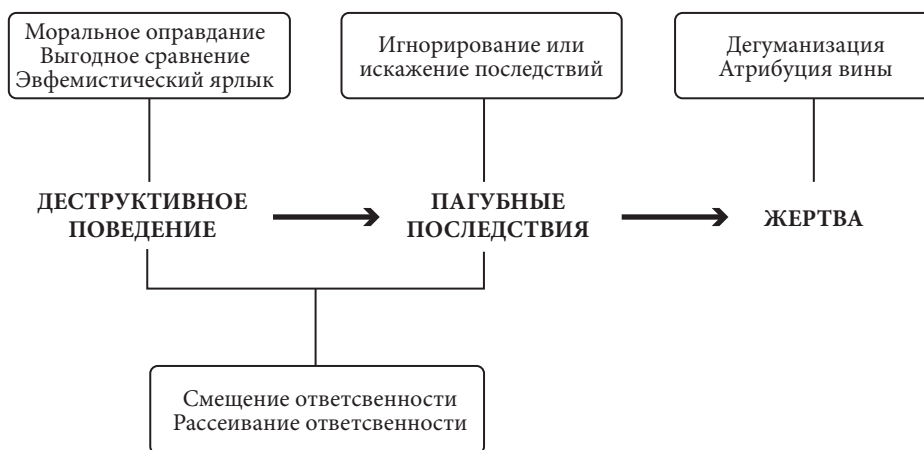 Моральное оправдание
Выгодное сравнение
Эвфемистический ярлык
Игнорирование или
искажение последствий
Дегуманизация
Атрибуция вины
ДЕСТРУКТИВНОЕ
ПОВЕДЕНИЕ
ПАГУБНЫЕ
ПОСЛЕДСТВИЯ
ЖЕРТВА
Смещение ответсвенности
Рассеивание ответсвенности